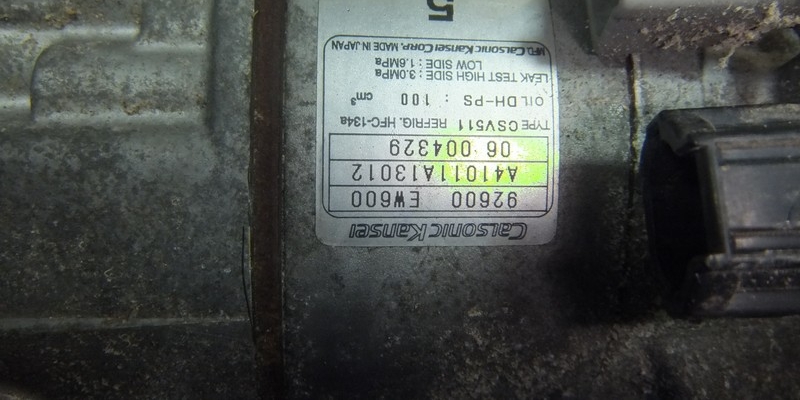 Calsonic Kansei
92600 EW600
A41011A13012
06 004329
TYPE CSV511 REFRIG. HFC-134a
OIL DH-PS : 100 cm³
LEAK TEST HIGH SIDE : 3.0MPa
LOW SIDE : 1.6MPa
MFD. Calsonic Kansei Corp. MADE IN JAPAN
5